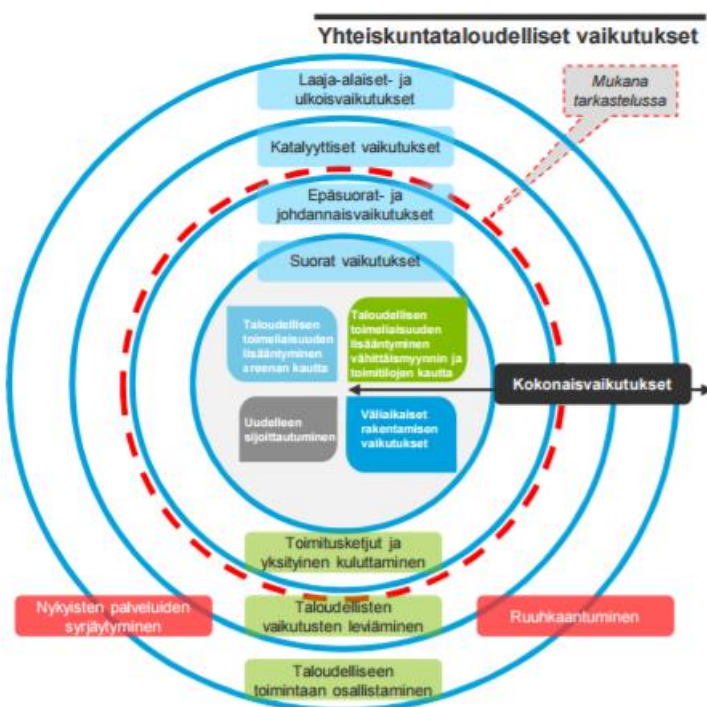 Yhteiskuntataloudelliset vaikutukset
Laaja-alaiset- ja
ulkoisvaikutukset
Mukana
tarkastelussa
Katalyyttiset vaikutukset
Epäsuorat- ja
johdannaisvaikutukset
Suorat vaikutukset
Taloudellisen
toimeliaisuuden
lisääntyminen
areenan kautta
Taloudellisen
toimeliaisuuden
lisääntyminen
vähittäismyynnin ja
toimitilojen kautta
Kokonaisvaikutukset
Uudelleen
sijoittautuminen
Väliaikaiset
rakentamisen
vaikutukset
Toimitusketjut ja
yksityinen kuluttaminen
Nykyisten palveluiden
syrjäytyminen
Taloudellisten
vaikutusten leviäminen
Ruuhkaantuminen
Taloudelliseen
toimintaan osallistaminen